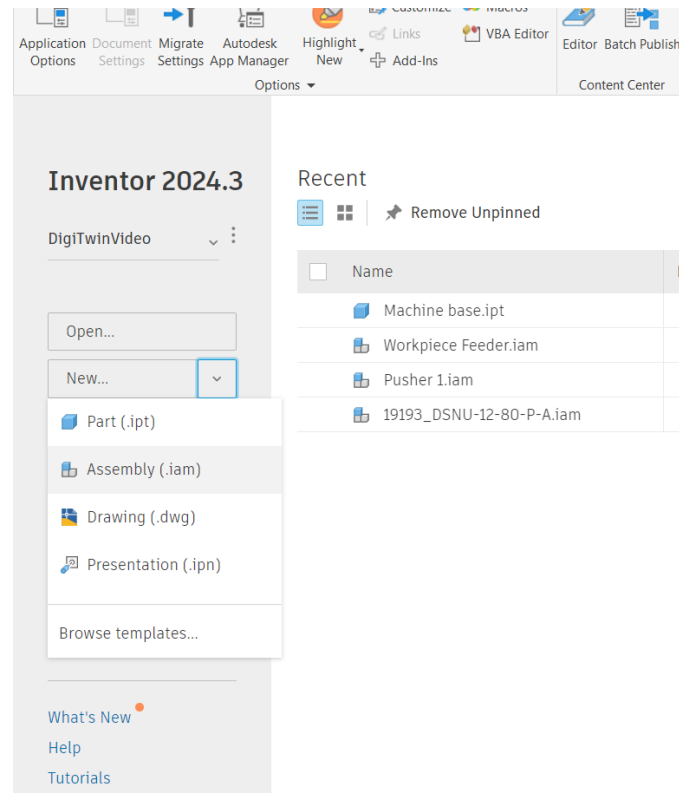 Customize
Macros
Links
VBA Editor
Add-Ins
Application Options
Document Settings
Migrate Settings
Autodesk App Manager
Highlight New
Editor
Batch Publish
Options
Content Center
Inventor 2024.3
DigiTwinVideo
Open...
New...
Part (.ipt)
Assembly (.iam)
Drawing (.dwg)
Presentation (.ipn)
Browse templates...
What's New
Help
Tutorials
Recent
Remove Unpinned
Name
Machine base.ipt
Workpiece Feeder.iam
Pusher 1.iam
19193_DSNU-12-80-P-A.iam